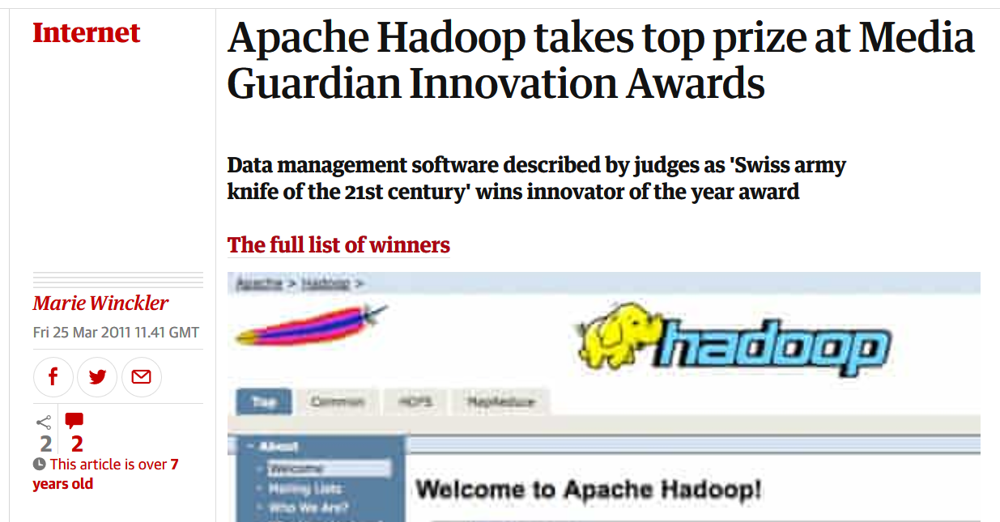 Internet
Apache Hadoop takes top prize at Media
Guardian Innovation Awards
Data management software described by judges as 'Swiss army
knife of the 21st century' wins innovator of the year award
The full list of winners
Marie Winckler
Fri 25 Mar 2011 11.41 GMT
2
2
This article is over 7
years old
Apache > Hadoop >
hadoop
Top Common HDFS MapReduce
About
Welcome
Mailing Lists
Who We Are?
Welcome to Apache Hadoop!